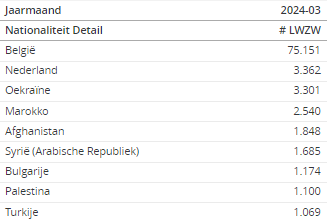 Jaarmaand 2024-03
Nationaliteit Detail # LWZW
België 75.151
Nederland 3.362
Oekraïne 3.301
Marokko 2.540
Afghanistan 1.848
Syrië (Arabische Republiek) 1.685
Bulgarije 1.174
Palestina 1.100
Turkije 1.069